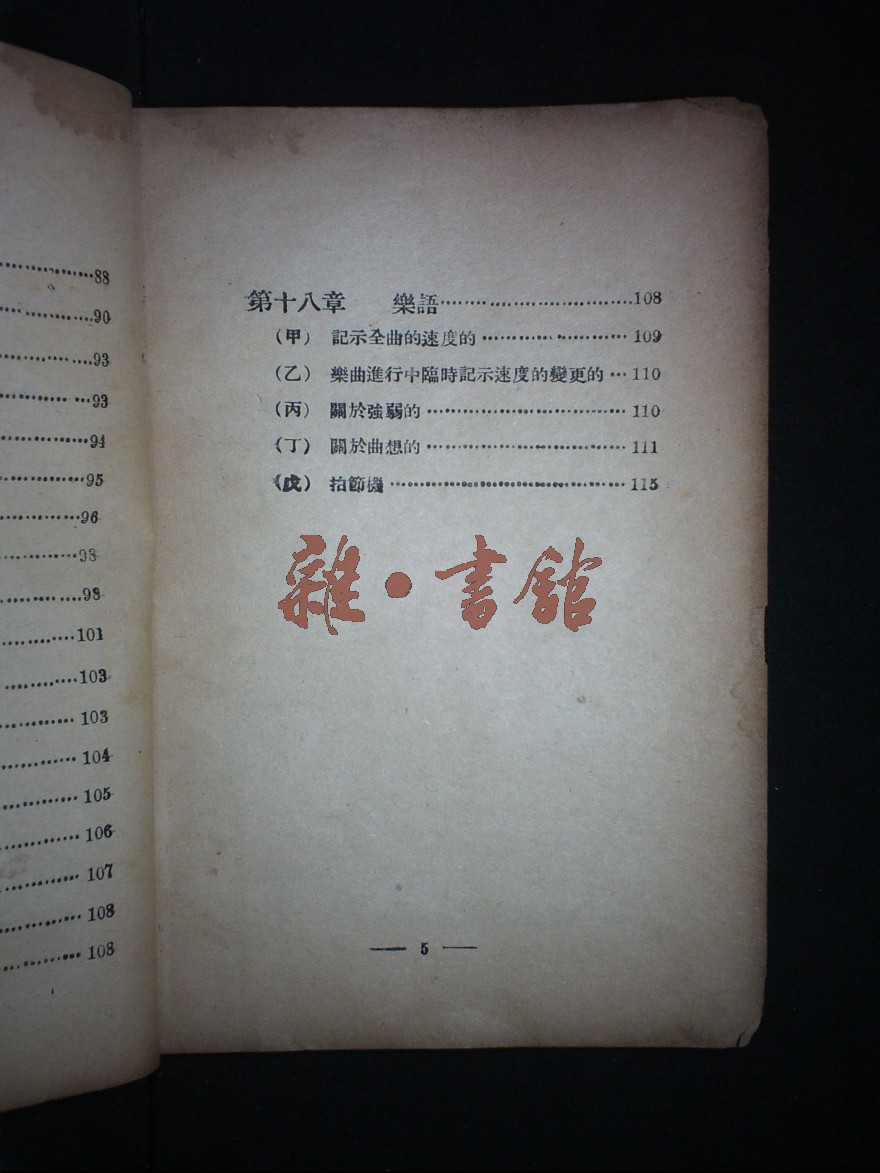 88
90
93
93
94
95
96
98
98
101
103
103
104
105
106
107
108
108
第十八章 樂語…………………………108
（甲） 記示全曲的速度的…………………109
（乙） 樂曲進行中臨時記示速度的變更的…110
（丙） 關於強弱的…………………………110
（丁） 關於曲想的…………………………111
（戊） 拍節機………………………………115
雜·書館
— 5 —